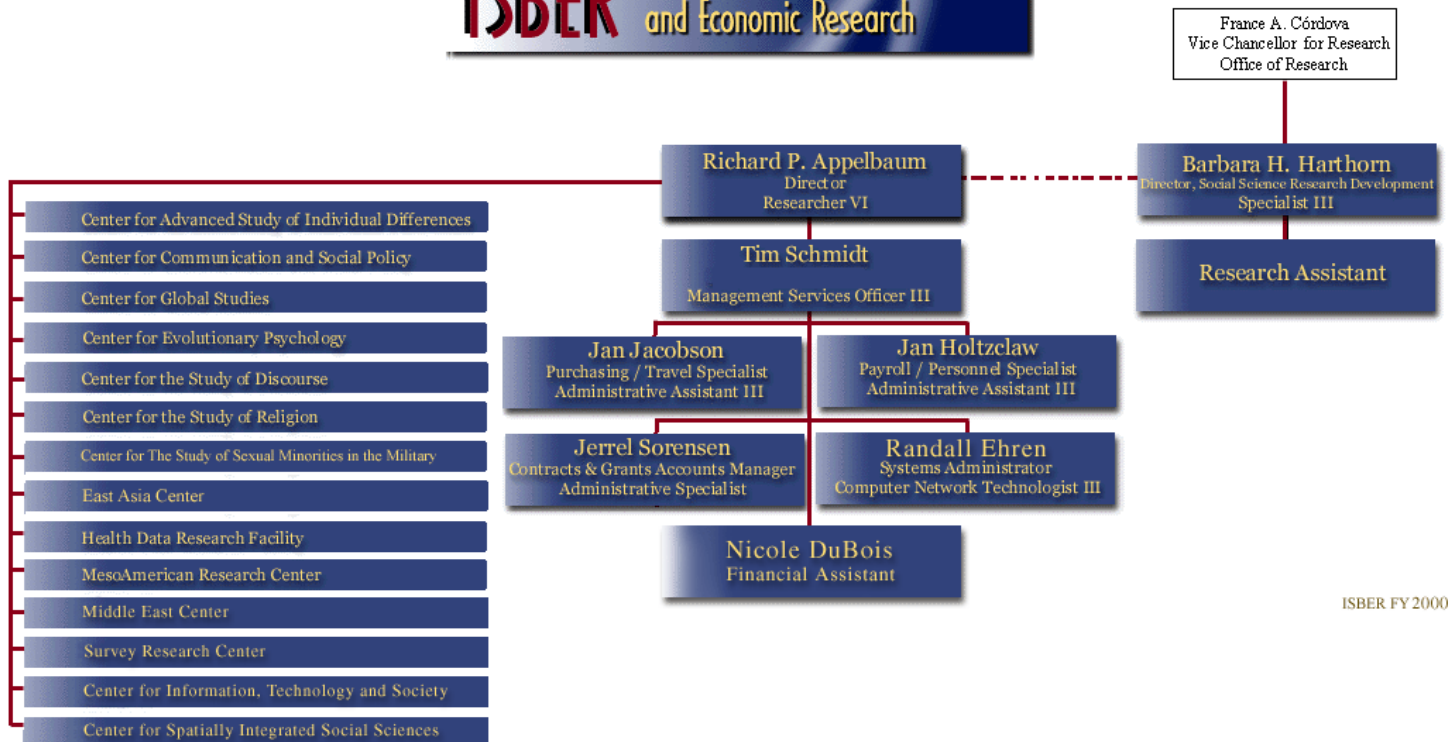 ISBER and Economic Research
France A. Córdova
Vice Chancellor for Research
Office of Research
Richard P. Appelbaum
Director
Researcher VI
Barbara H. Harthorn
Director, Social Science Research Development
Specialist III
Tim Schmidt
Management Services Officer III
Research Assistant
Jan Jacobson
Purchasing / Travel Specialist
Administrative Assistant III
Jan Holtzclaw
Payroll / Personnel Specialist
Administrative Assistant III
Jerrel Sorensen
Contracts & Grants Accounts Manager
Administrative Specialist
Randall Ehren
Systems Administrator
Computer Network Technologist III
Nicole DuBois
Financial Assistant
Center for Advanced Study of Individual Differences
Center for Communication and Social Policy
Center for Global Studies
Center for Evolutionary Psychology
Center for the Study of Discourse
Center for the Study of Religion
Center for The Study of Sexual Minorities in the Military
East Asia Center
Health Data Research Facility
MesoAmerican Research Center
Middle East Center
Survey Research Center
Center for Information, Technology and Society
Center for Spatially Integrated Social Sciences
ISBER FY 2000